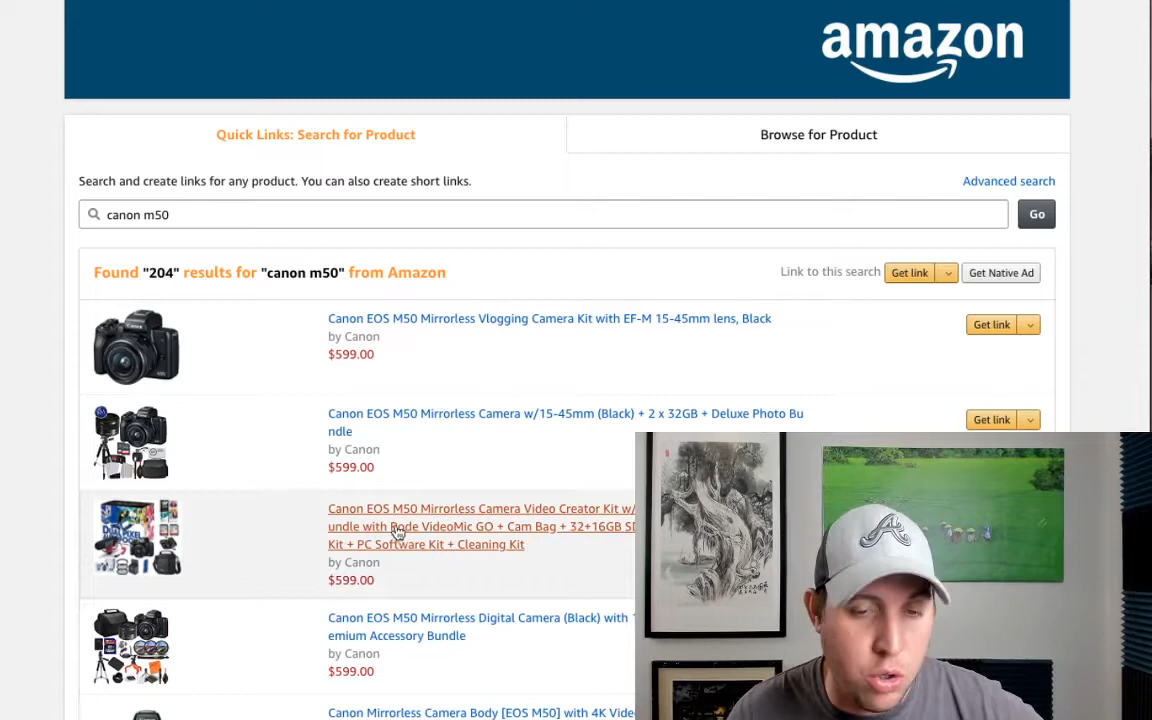 amazon
Quick Links: Search for Product
Browse for Product
Search and create links for any product. You can also create short links.
Advanced search
canon m50
Go
Found "204" results for "canon m50" from Amazon
Link to this search
Get link
Get Native Ad
Canon EOS M50 Mirrorless Vlogging Camera Kit with EF-M 15-45mm lens, Black
Get link
by Canon
$599.00
Canon EOS M50 Mirrorless Camera w/15-45mm (Black) + 2 x 32GB + Deluxe Photo Bu
ndle
Get link
by Canon
$599.00
Canon EOS M50 Mirrorless Camera Video Creator Kit w/
undle with Rode VideoMic GO + Cam Bag + 32+16GB SD
Kit + PC Software Kit + Cleaning Kit
by Canon
$599.00
Canon EOS M50 Mirrorless Digital Camera (Black) with
emium Accessory Bundle
by Canon
$599.00
Canon Mirrorless Camera Body [EOS M50] with 4K Vide
A